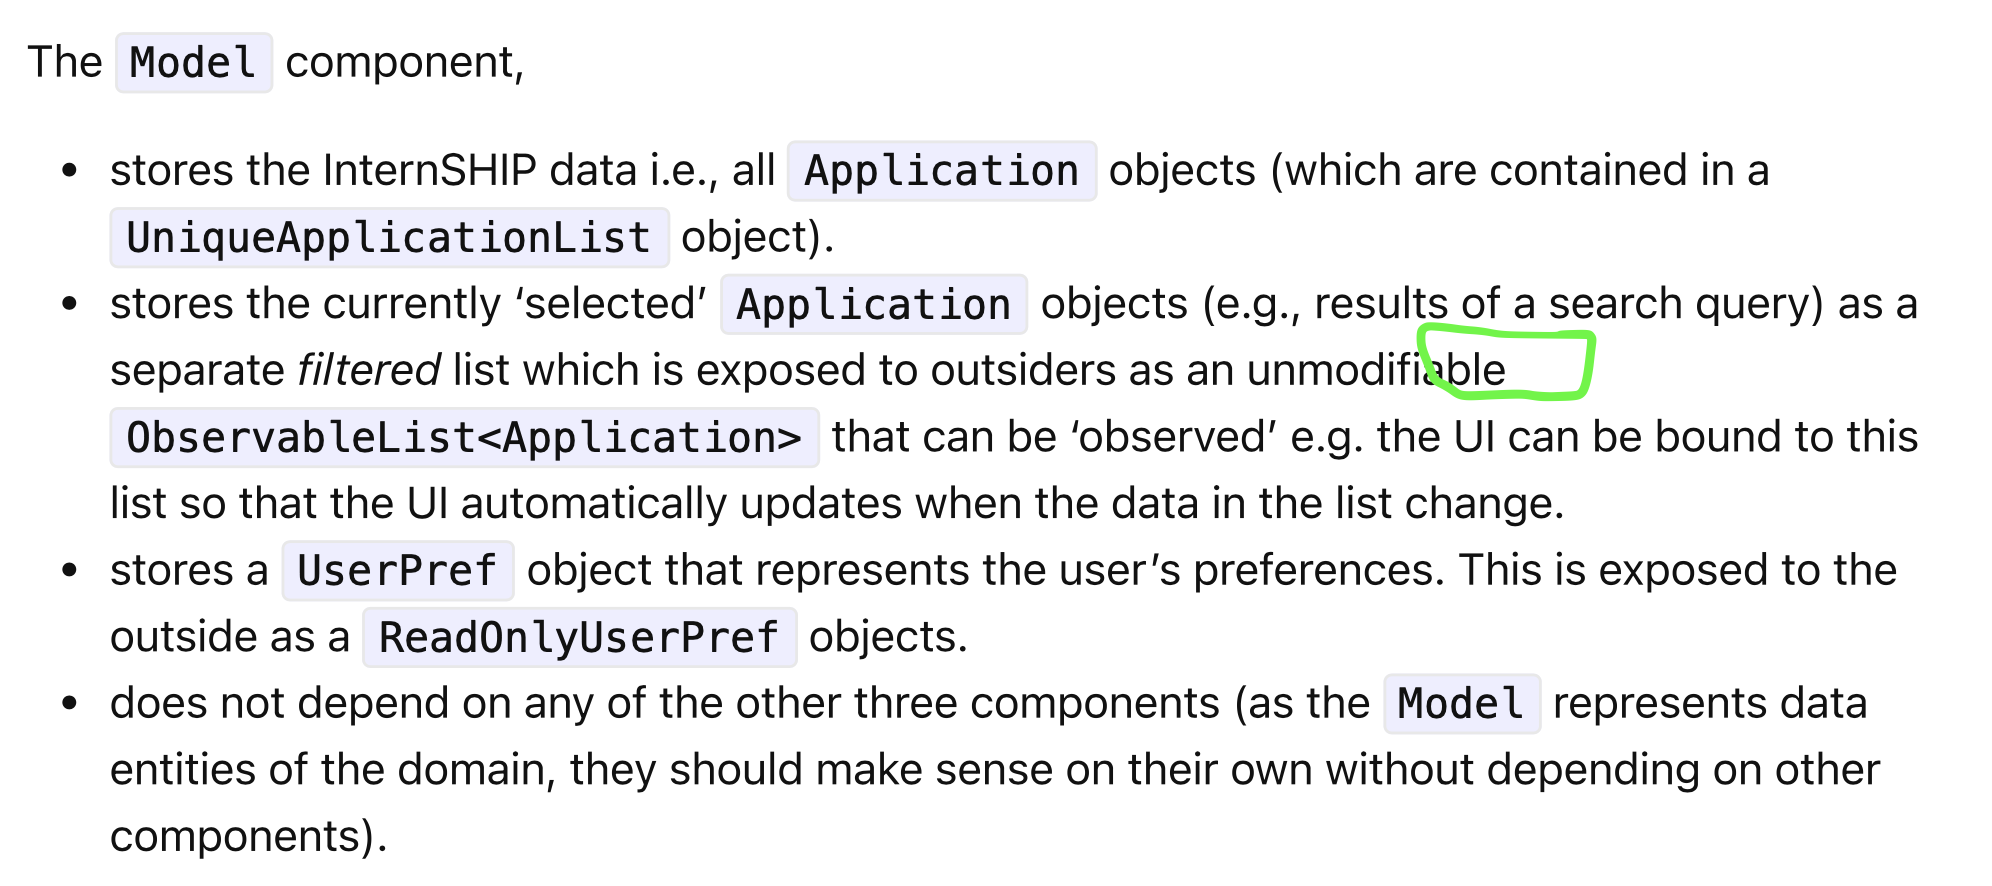 The Model component,
• stores the InternSHIP data i.e., all Application objects (which are contained in a
UniqueApplicationList object).
• stores the currently ‘selected’ Application objects (e.g., results of a search query) as a
separate filtered list which is exposed to outsiders as an unmodifiable
ObservableList<Application> that can be ‘observed’ e.g. the UI can be bound to this
list so that the UI automatically updates when the data in the list change.
• stores a UserPref object that represents the user’s preferences. This is exposed to the
outside as a ReadOnlyUserPref objects.
• does not depend on any of the other three components (as the Model represents data
entities of the domain, they should make sense on their own without depending on other
components).